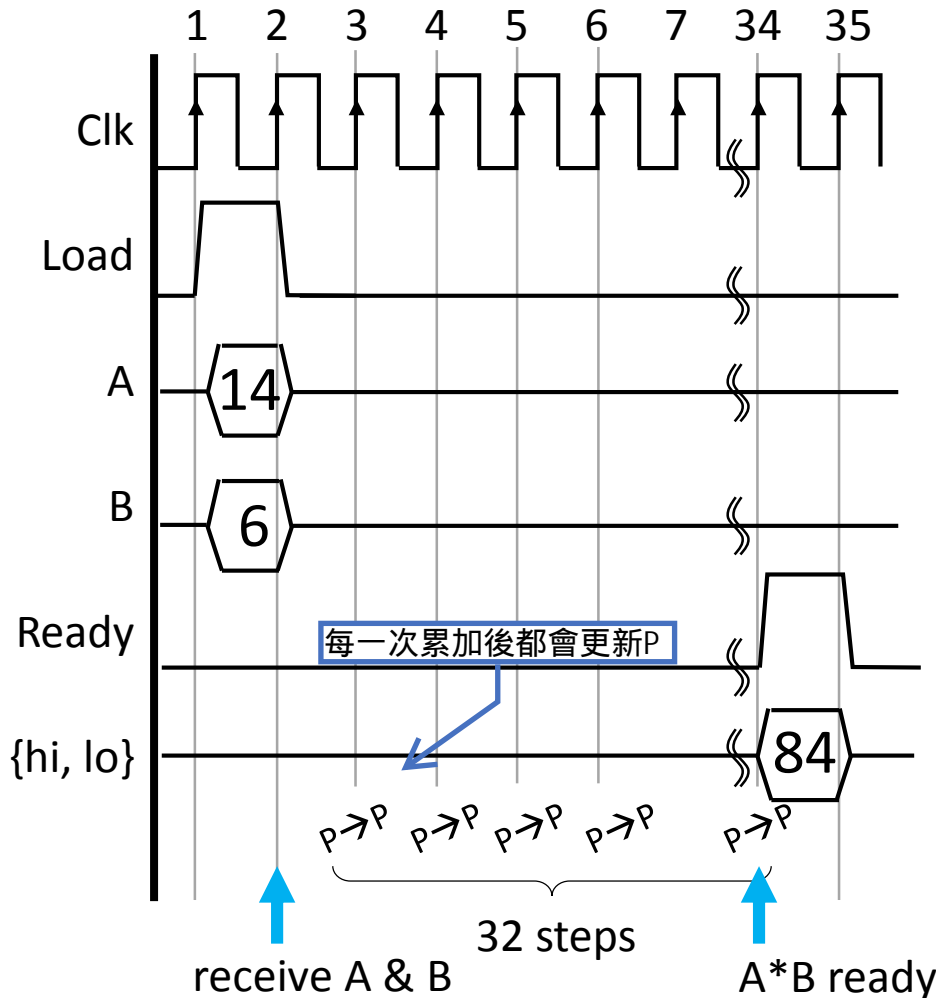 1 2 3 4 5 6 7 34 35
Clk
Load
A 14
B 6
Ready
每一次累加後都會更新P
{hi, lo} 84
P→P P→P P→P P→P P→P
32 steps
receive A & B A*B ready